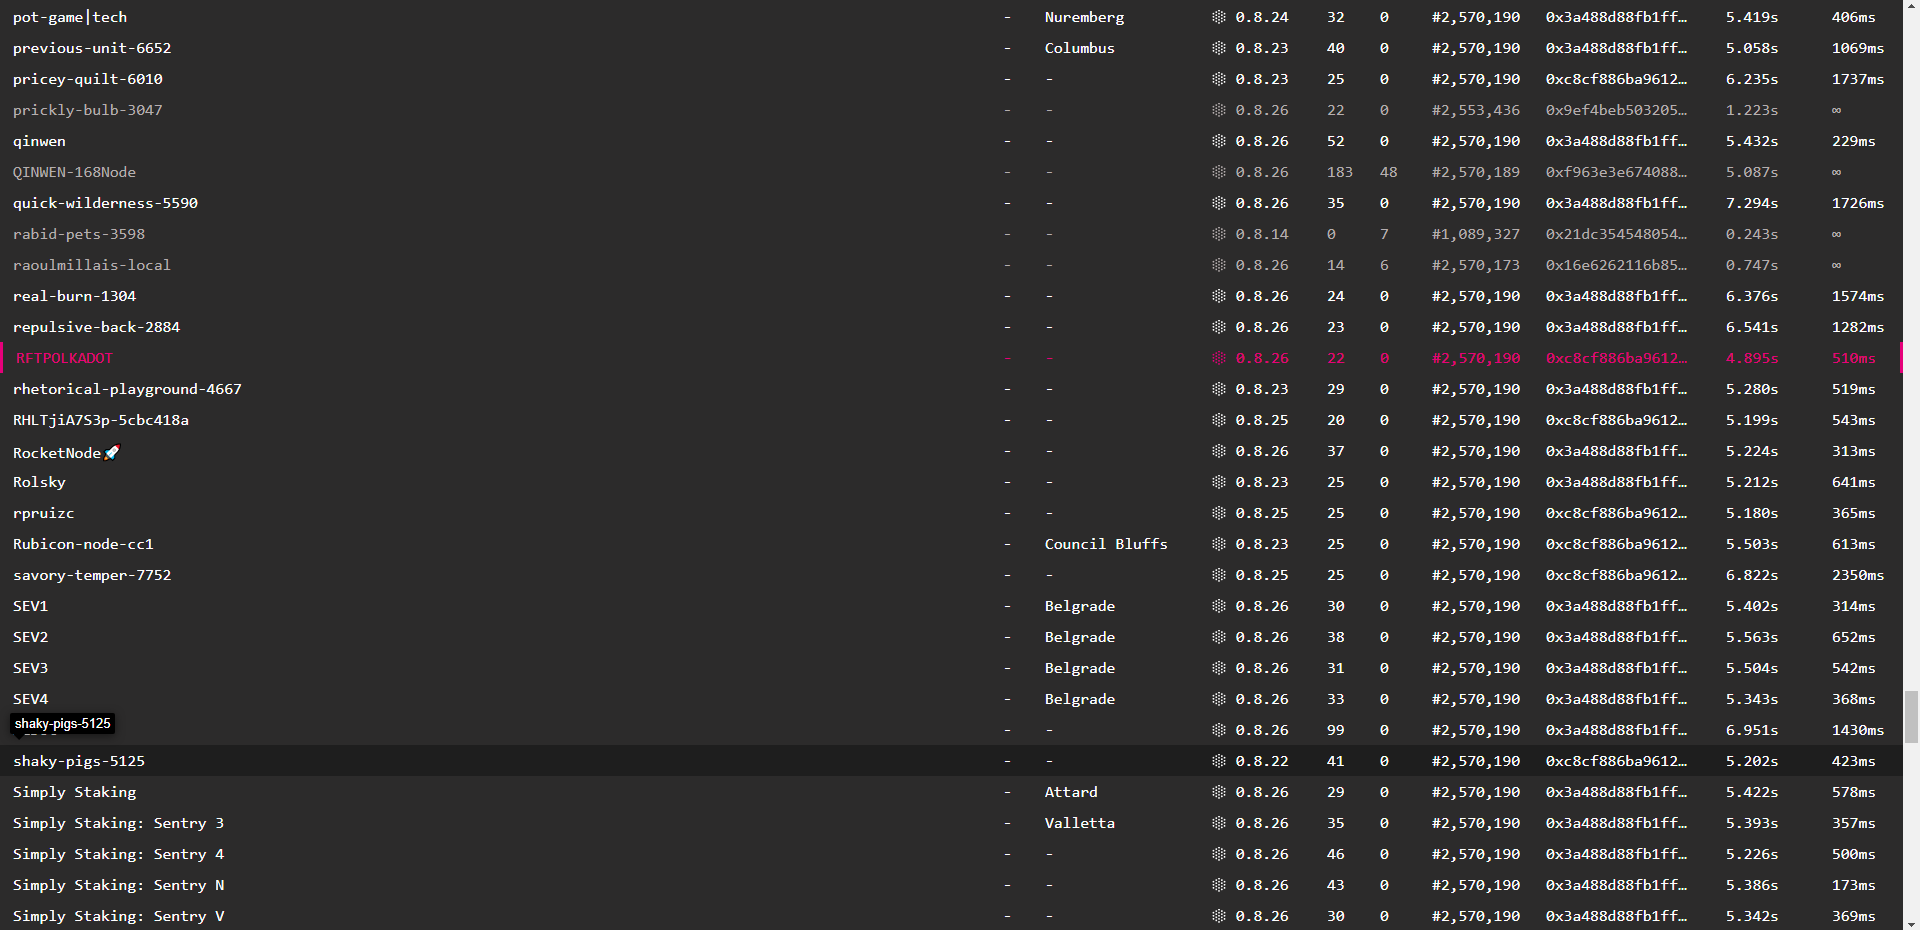 pot-game|tech - Nuremberg 0.8.24 32 0 #2,570,190 0x3a488d88fb1ff… 5.419s 406ms
previous-unit-6652 - Columbus 0.8.23 40 0 #2,570,190 0x3a488d88fb1ff… 5.058s 1069ms
pricey-quilt-6010 - - 0.8.23 25 0 #2,570,190 0xc8cf886ba9612… 6.235s 1737ms
prickly-bulb-3047 - - 0.8.26 22 0 #2,553,436 0x9ef4beb503205… 1.223s ∞
qinwen - - 0.8.26 52 0 #2,570,190 0x3a488d88fb1ff… 5.432s 229ms
QINWEN-168Node - - 0.8.26 183 48 #2,570,189 0xf963e3e674088… 5.087s ∞
quick-wilderness-5590 - - 0.8.26 35 0 #2,570,190 0x3a488d88fb1ff… 7.294s 1726ms
rabid-pets-3598 - - 0.8.14 0 7 #1,089,327 0x21dc354548054… 0.243s ∞
raoulmillais-local - - 0.8.26 14 6 #2,570,173 0x16e6262116b85… 0.747s ∞
real-burn-1304 - - 0.8.26 24 0 #2,570,190 0x3a488d88fb1ff… 6.376s 1574ms
repulsive-back-2884 - - 0.8.26 23 0 #2,570,190 0x3a488d88fb1ff… 6.541s 1282ms
RFTPOLKADOT - - 0.8.26 22 0 #2,570,190 0xc8cf886ba9612… 4.895s 510ms
rhetorical-playground-4667 - - 0.8.23 29 0 #2,570,190 0x3a488d88fb1ff… 5.280s 519ms
RHLTjiA7S3p-5cbc418a - - 0.8.25 20 0 #2,570,190 0xc8cf886ba9612… 5.199s 543ms
RocketNode🚀 - - 0.8.26 37 0 #2,570,190 0x3a488d88fb1ff… 5.224s 313ms
Rolsky - - 0.8.23 25 0 #2,570,190 0x3a488d88fb1ff… 5.212s 641ms
rpruizc - - 0.8.25 25 0 #2,570,190 0xc8cf886ba9612… 5.180s 365ms
Rubicon-node-cc1 - Council Bluffs 0.8.23 25 0 #2,570,190 0xc8cf886ba9612… 5.503s 613ms
savory-temper-7752 - - 0.8.25 25 0 #2,570,190 0xc8cf886ba9612… 6.822s 2350ms
SEV1 - Belgrade 0.8.26 30 0 #2,570,190 0x3a488d88fb1ff… 5.402s 314ms
SEV2 - Belgrade 0.8.26 38 0 #2,570,190 0x3a488d88fb1ff… 5.563s 652ms
SEV3 - Belgrade 0.8.26 31 0 #2,570,190 0x3a488d88fb1ff… 5.504s 542ms
SEV4 - Belgrade 0.8.26 33 0 #2,570,190 0x3a488d88fb1ff… 5.343s 368ms
shaky-pigs-5125
- - 0.8.26 99 0 #2,570,190 0x3a488d88fb1ff… 6.951s 1430ms
shaky-pigs-5125 - - 0.8.22 41 0 #2,570,190 0xc8cf886ba9612… 5.202s 423ms
Simply Staking - Attard 0.8.26 29 0 #2,570,190 0x3a488d88fb1ff… 5.422s 578ms
Simply Staking: Sentry 3 - Valletta 0.8.26 35 0 #2,570,190 0x3a488d88fb1ff… 5.393s 357ms
Simply Staking: Sentry 4 - - 0.8.26 46 0 #2,570,190 0x3a488d88fb1ff… 5.226s 500ms
Simply Staking: Sentry N - - 0.8.26 43 0 #2,570,190 0x3a488d88fb1ff… 5.386s 173ms
Simply Staking: Sentry V - - 0.8.26 30 0 #2,570,190 0x3a488d88fb1ff… 5.342s 369ms